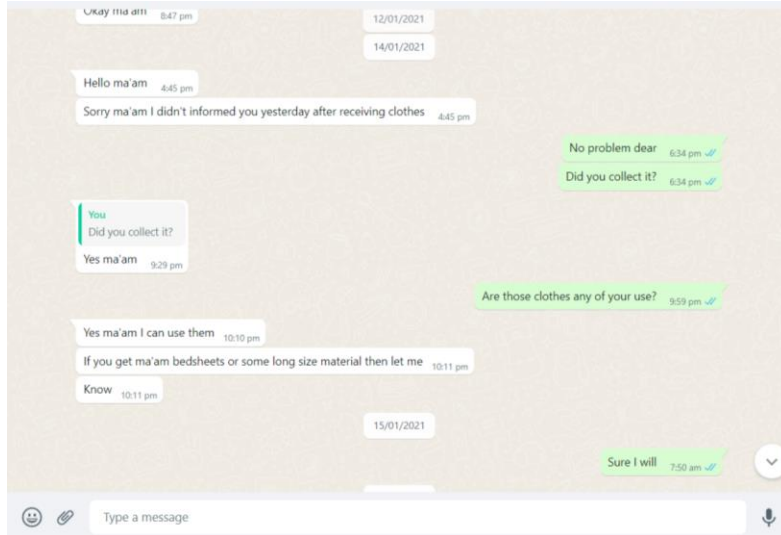 Okay ma'am 8:47 pm
12/01/2021
14/01/2021
Hello ma'am 4:45 pm
Sorry ma'am I didn't informed you yesterday after receiving clothes 4:45 pm
No problem dear 6:34 pm
Did you collect it? 6:34 pm
You
Did you collect it?
Yes ma'am 9:29 pm
Are those clothes any of your use? 9:59 pm
Yes ma'am I can use them 10:10 pm
If you get ma'am bedsheets or some long size material then let me 10:11 pm
Know 10:11 pm
15/01/2021
Sure I will 7:50 am
Type a message